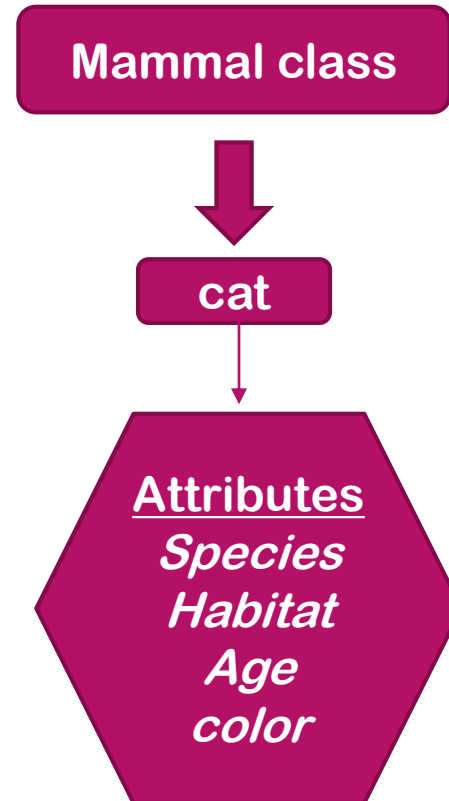 Mammal class
cat
Attributes
Species
Habitat
Age
color